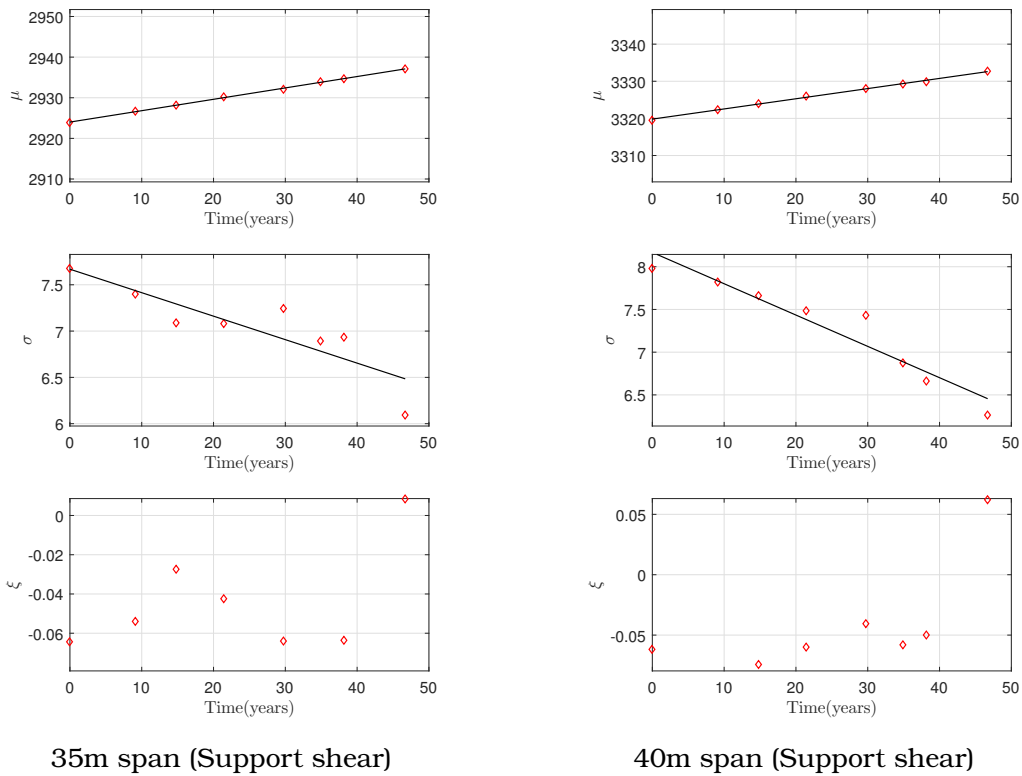 2950
2940
2930
2920
2910
μ
0 10 20 30 40 50
Time(years)
3340
3330
3320
3310
μ
0 10 20 30 40 50
Time(years)
7.5
7
6.5
6
σ
0 10 20 30 40 50
Time(years)
8
7.5
7
6.5
σ
0 10 20 30 40 50
Time(years)
0
-0.02
-0.04
-0.06
ξ
0 10 20 30 40 50
Time(years)
0.05
0
-0.05
ξ
0 10 20 30 40 50
Time(years)
35m span (Support shear)
40m span (Support shear)